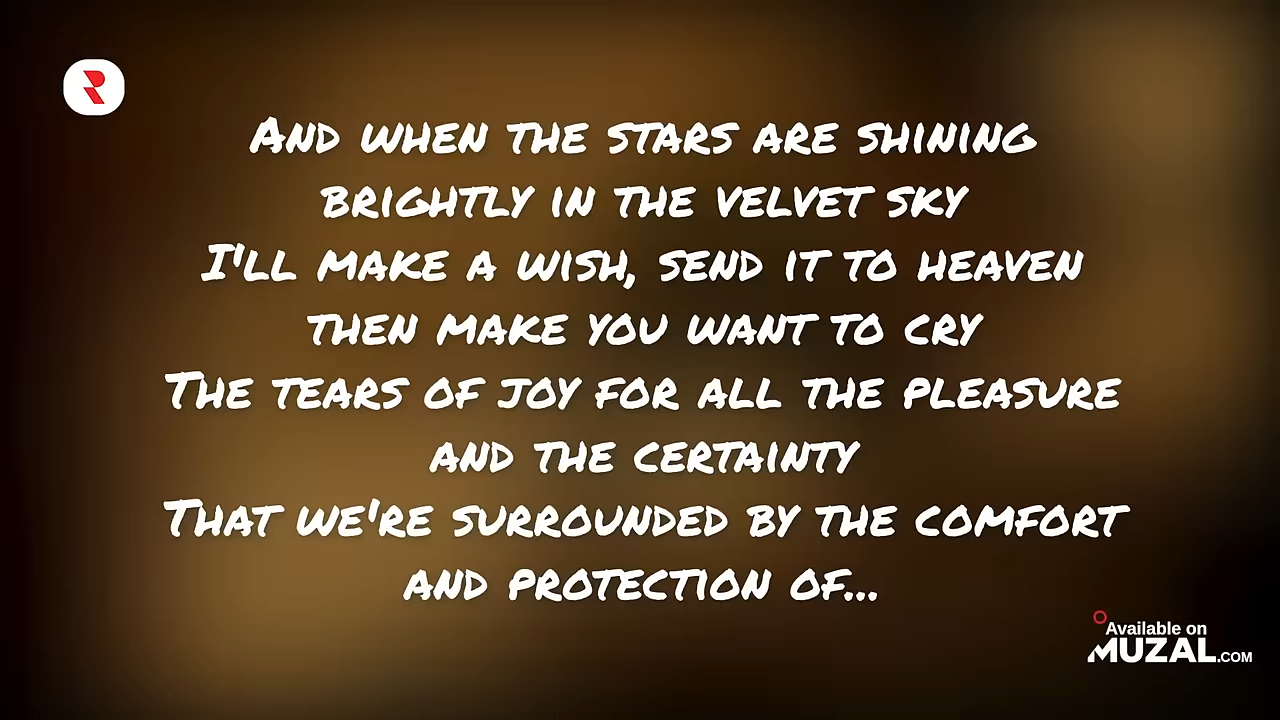 And when the stars are shining
brightly in the velvet sky
I'll make a wish, send it to heaven
then make you want to cry
The tears of joy for all the pleasure
and the certainty
That we're surrounded by the comfort
and protection of...
Available on
MUZAL.COM